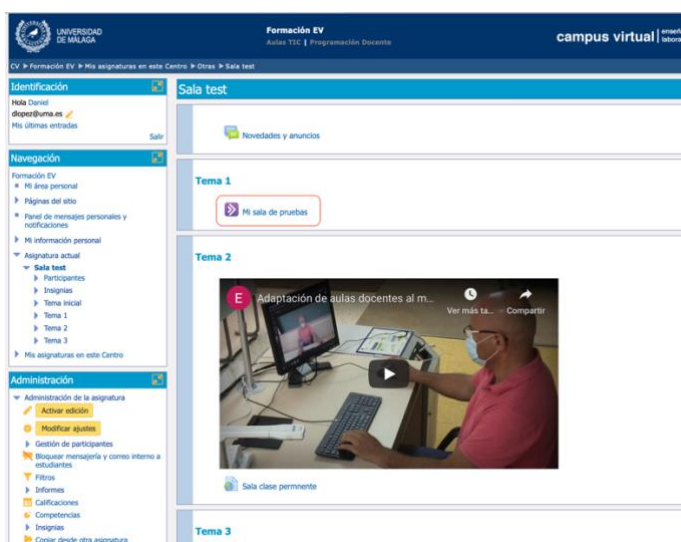 UNIVERSIDAD
DE MÁLAGA
Formación EV
Aulas TIC | Programación Docente
campus virtual
CV Formación EV Mis asignaturas en este Centro Otras Sala test
Identificación
Hola Daniel
dlopez@uma.es
Mis últimas entradas
Salir
Navegación
Formación EV
Mi área personal
Páginas del sitio
Panel de mensajes personales y
notificaciones
Mi información personal
Asignatura actual
Sala test
Participantes
Insignias
Tema inicial
Tema 1
Tema 2
Tema 3
Mis asignaturas en este Centro
Administración
Administración de la asignatura
Activar edición
Modificar ajustes
Gestión de participantes
Bloquear mensajería y correo interno a
estudiantes
Filtros
Informes
Calificaciones
Competencias
Insignias
Copiar desde otra asignatura
Sala test
Novedades y anuncios
Tema 1
Mi sala de pruebas
Tema 2
E
Adaptación de aulas docentes al m...
Ver más ta...
Compartir
Sala clase permnente
Tema 3